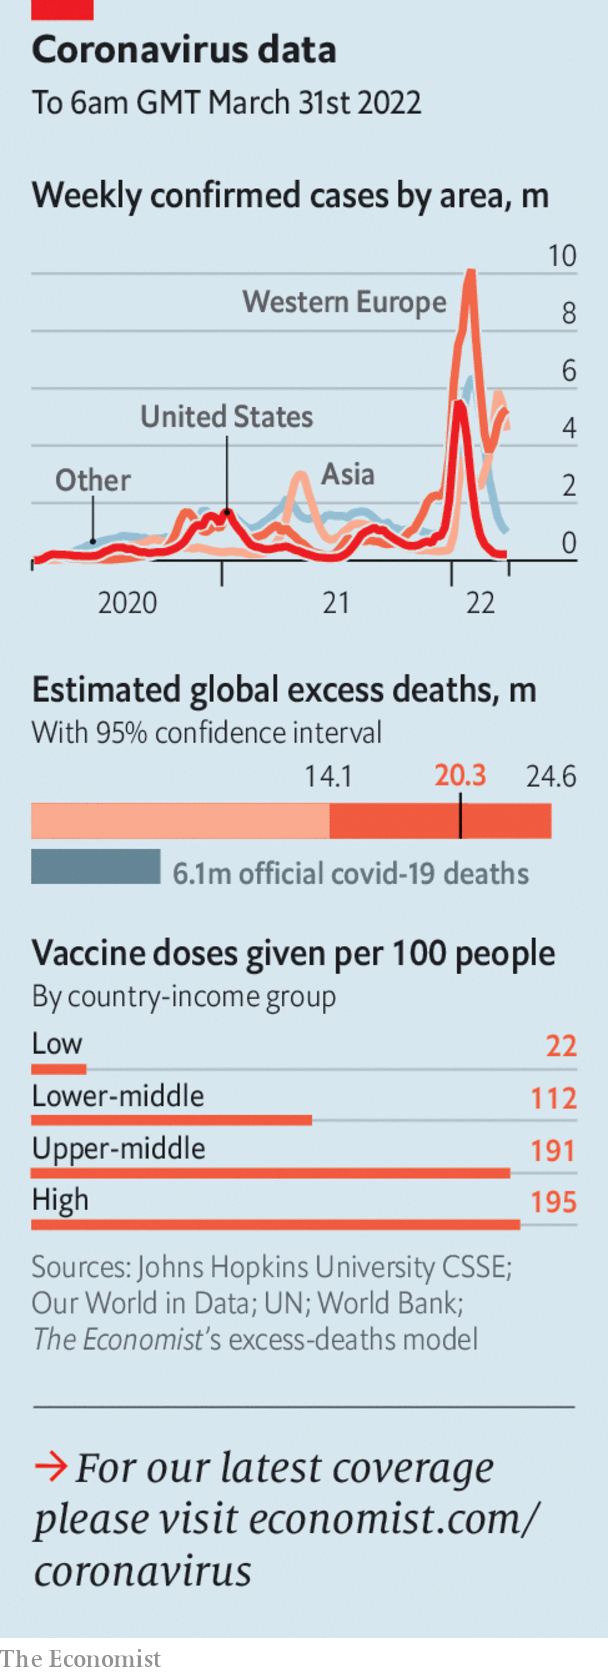 Coronavirus data
To 6am GMT March 31st 2022
Weekly confirmed cases by area, m
10
Western Europe
8
6
United States
4
Other
Asia
2
0
2020
21
22
Estimated global excess deaths, m
With 95% confidence interval
14.1
20.3
24.6
6.1m official covid-19 deaths
Vaccine doses given per 100 people
By country-income group
Low
22
Lower-middle
112
Upper-middle
191
High
195
Sources: Johns Hopkins University CSSE;
Our World in Data; UN; World Bank;
The Economist's excess-deaths model
→ For our latest coverage
please visit economist.com/
coronavirus
The Economist